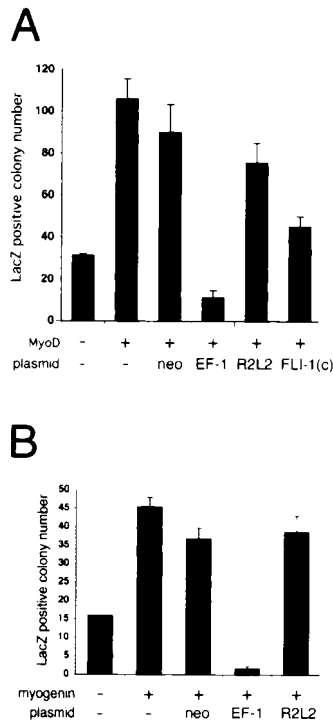 A
LacZ positive colony number
120
100
80
60
40
20
0
MyoD - + + + + +
plasmid - - neo EF-1 R2L2 FLI-1(c)
B
LacZ positive colony number
50
45
40
35
30
25
20
15
10
5
0
myogenin - + + + +
plasmid - - neo EF-1 R2L2